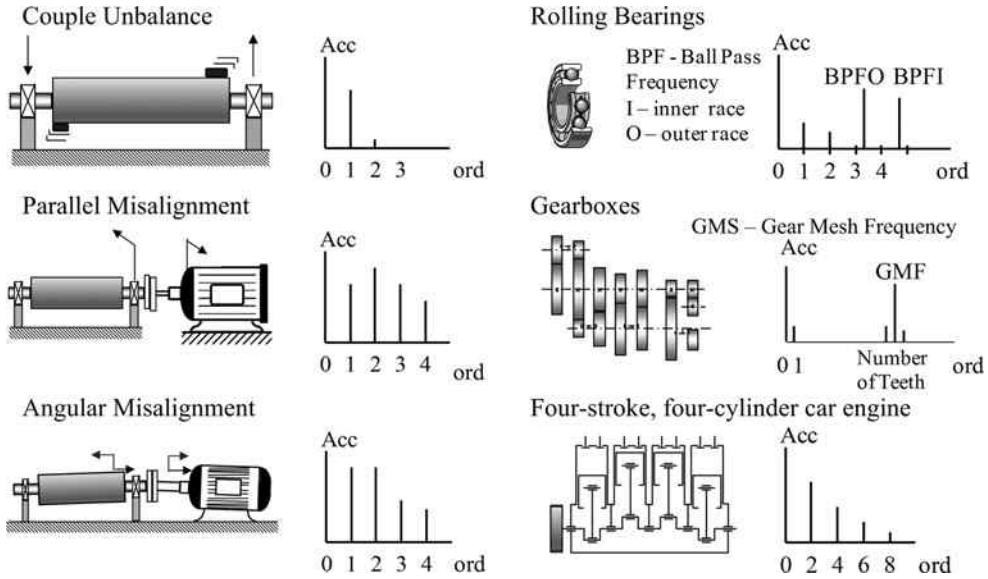 Couple Unbalance
Acc
0 1 2 3 ord
Rolling Bearings
BPF - Ball Pass
Frequency
I – inner race
O – outer race
Acc
BPFO BPFI
0 1 2 3 4 ord
Parallel Misalignment
Acc
0 1 2 3 4 ord
Gearboxes
GMS – Gear Mesh Frequency
Acc
GMF
0 1 Number of Teeth ord
Angular Misalignment
Acc
0 1 2 3 4 ord
Four-stroke, four-cylinder car engine
Acc
0 2 4 6 8 ord